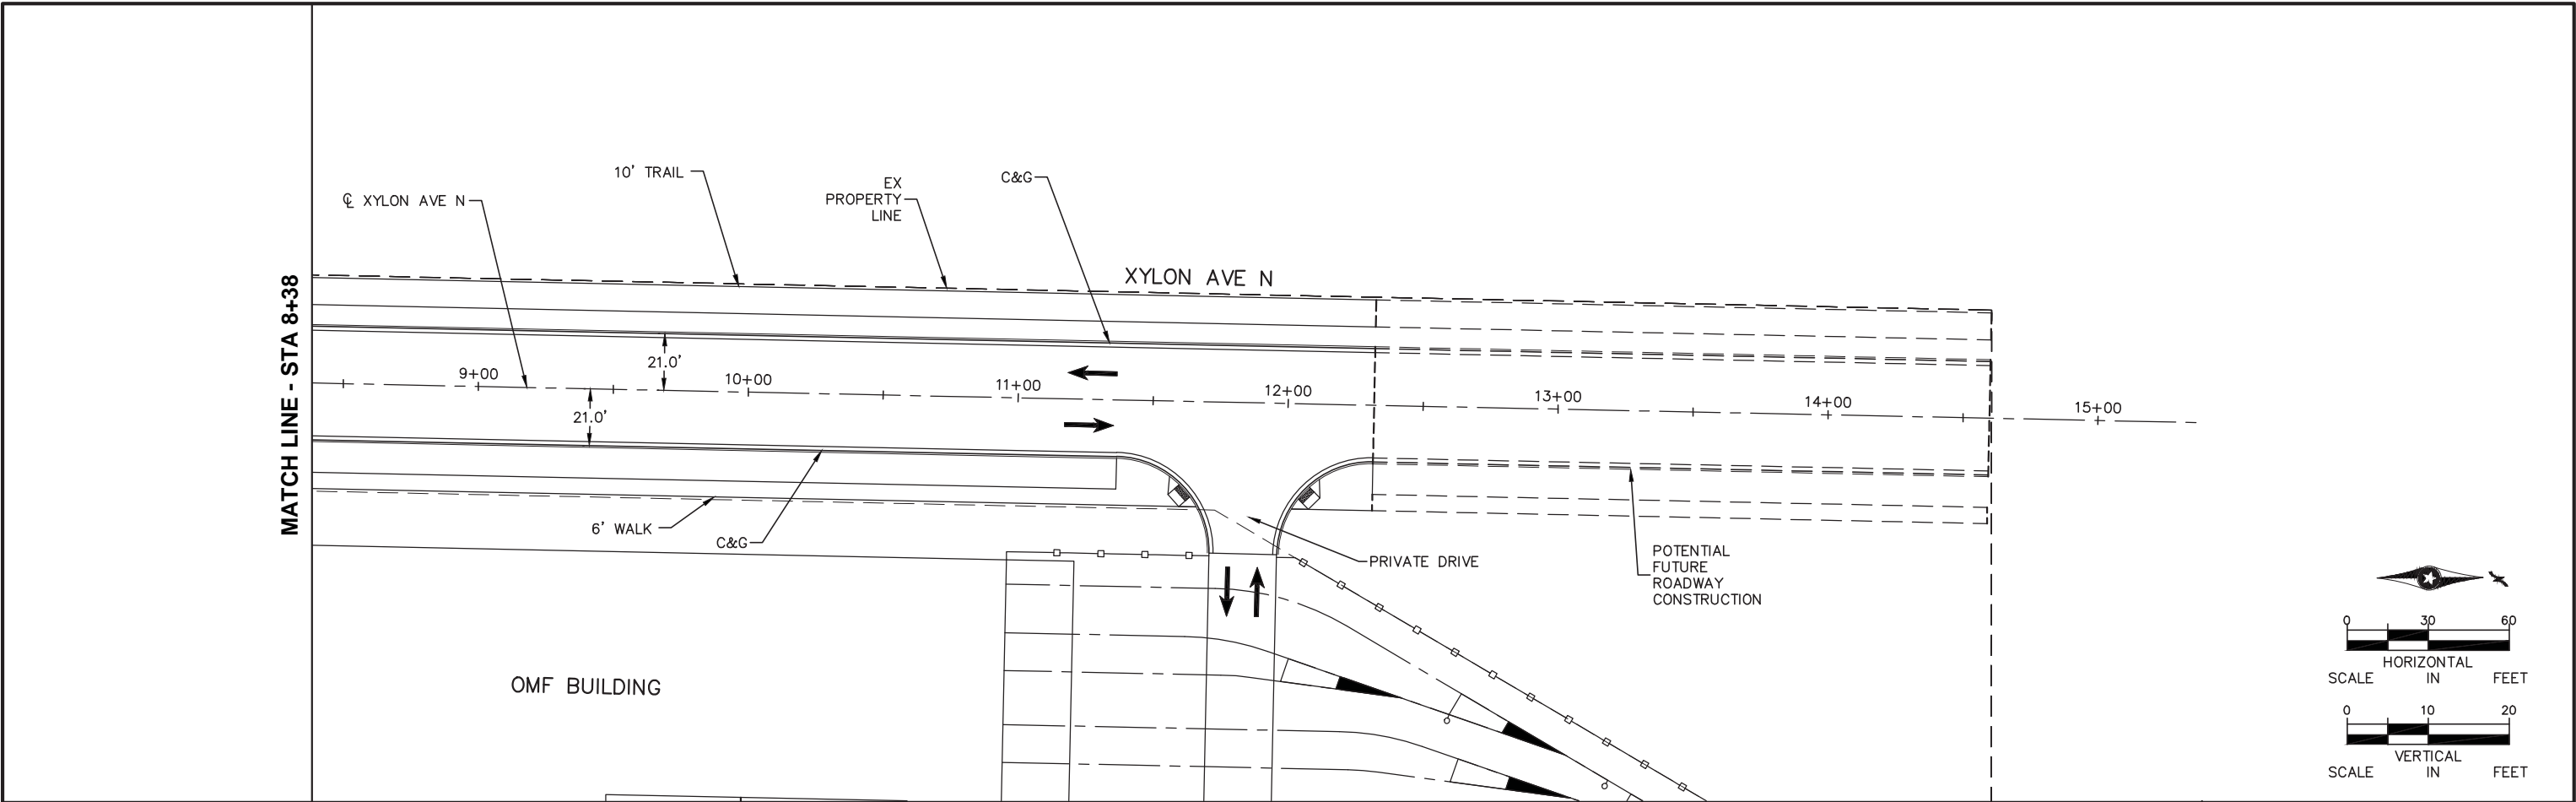 MATCH LINE - STA 8+38
℄ XYLON AVE N
10' TRAIL
EX
PROPERTY
LINE
C&G
XYLON AVE N
21.0'
21.0'
9+00
10+00
11+00
12+00
13+00
14+00
15+00
6' WALK
C&G
PRIVATE DRIVE
POTENTIAL
FUTURE
ROADWAY
CONSTRUCTION
OMF BUILDING
0 30 60
HORIZONTAL
SCALE IN FEET
0 10 20
VERTICAL
SCALE IN FEET